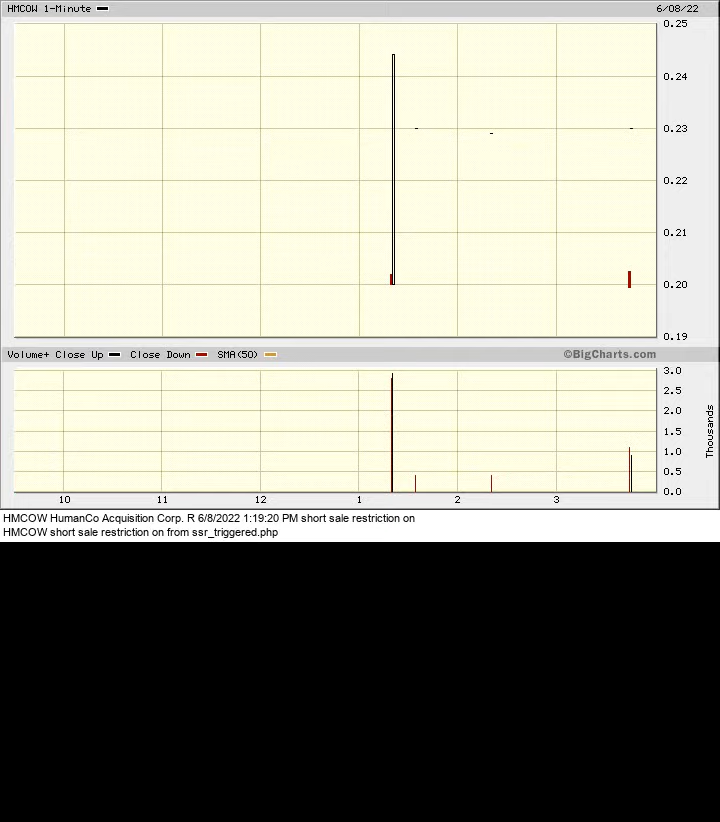 HMCOW 1-Minute 6/08/22
0.25
0.24
0.23
0.22
0.21
0.20
0.19
Volume+ Close Up Close Down SMA(50) ©BigCharts.com
3.0
2.5
2.0
1.5
1.0
0.5
0.0
Thousands
10 11 12 1 2 3
HMCOW HumanCo Acquisition Corp. R 6/8/2022 1:19:20 PM short sale restriction on
HMCOW short sale restriction on from ssr_triggered.php